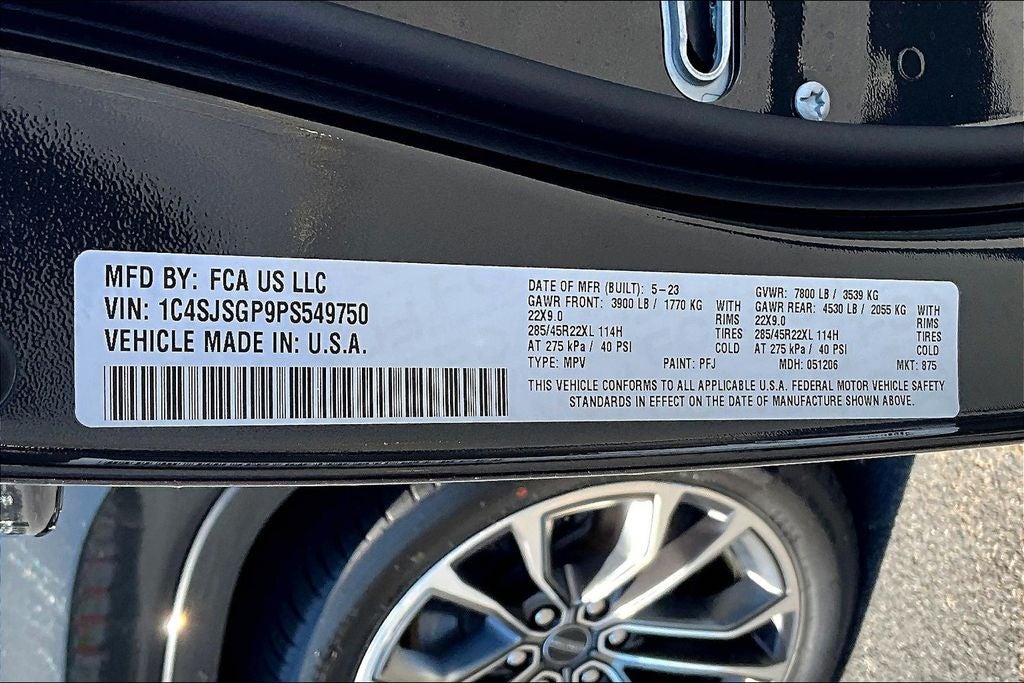 MFD BY: FCA US LLC
VIN: 1C4SJSGP9PS549750
VEHICLE MADE IN: U.S.A.
DATE OF MFR (BUILT): 5-23
GAWR FRONT: 3900 LB / 1770 KG WITH
22X9.0 RIMS
285/45R22XL 114H TIRES
AT 275 kPa / 40 PSI COLD
TYPE: MPV PAINT: PFJ
GVWR: 7800 LB / 3539 KG
GAWR REAR: 4530 LB / 2055 KG WITH
22X9.0 RIMS
285/45R22XL 114H TIRES
AT 275 kPa / 40 PSI COLD
MDH: 051206 MKT: 875
THIS VEHICLE CONFORMS TO ALL APPLICABLE U.S.A. FEDERAL MOTOR VEHICLE SAFETY
STANDARDS IN EFFECT ON THE DATE OF MANUFACTURE SHOWN ABOVE.